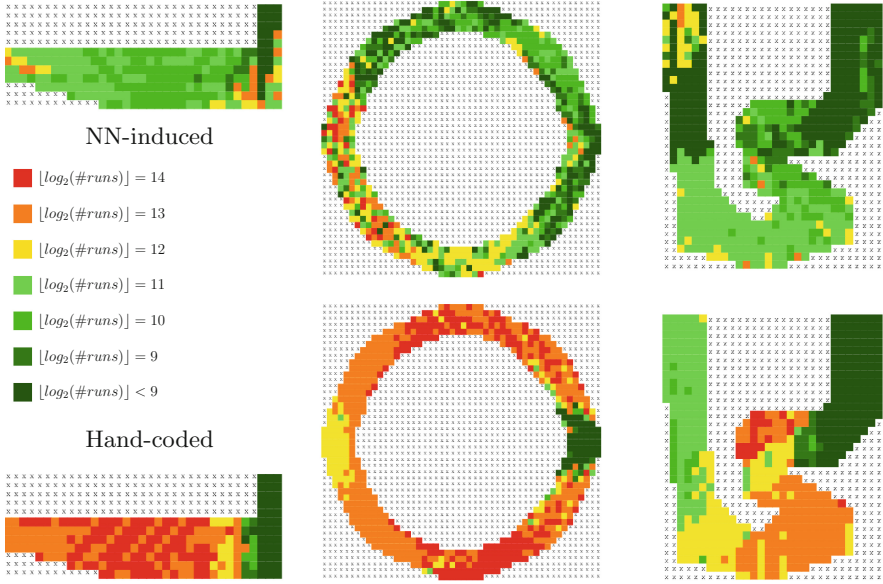 NN-induced
⌊log₂(#runs)⌋ = 14
⌊log₂(#runs)⌋ = 13
⌊log₂(#runs)⌋ = 12
⌊log₂(#runs)⌋ = 11
⌊log₂(#runs)⌋ = 10
⌊log₂(#runs)⌋ = 9
⌊log₂(#runs)⌋ < 9
Hand-coded